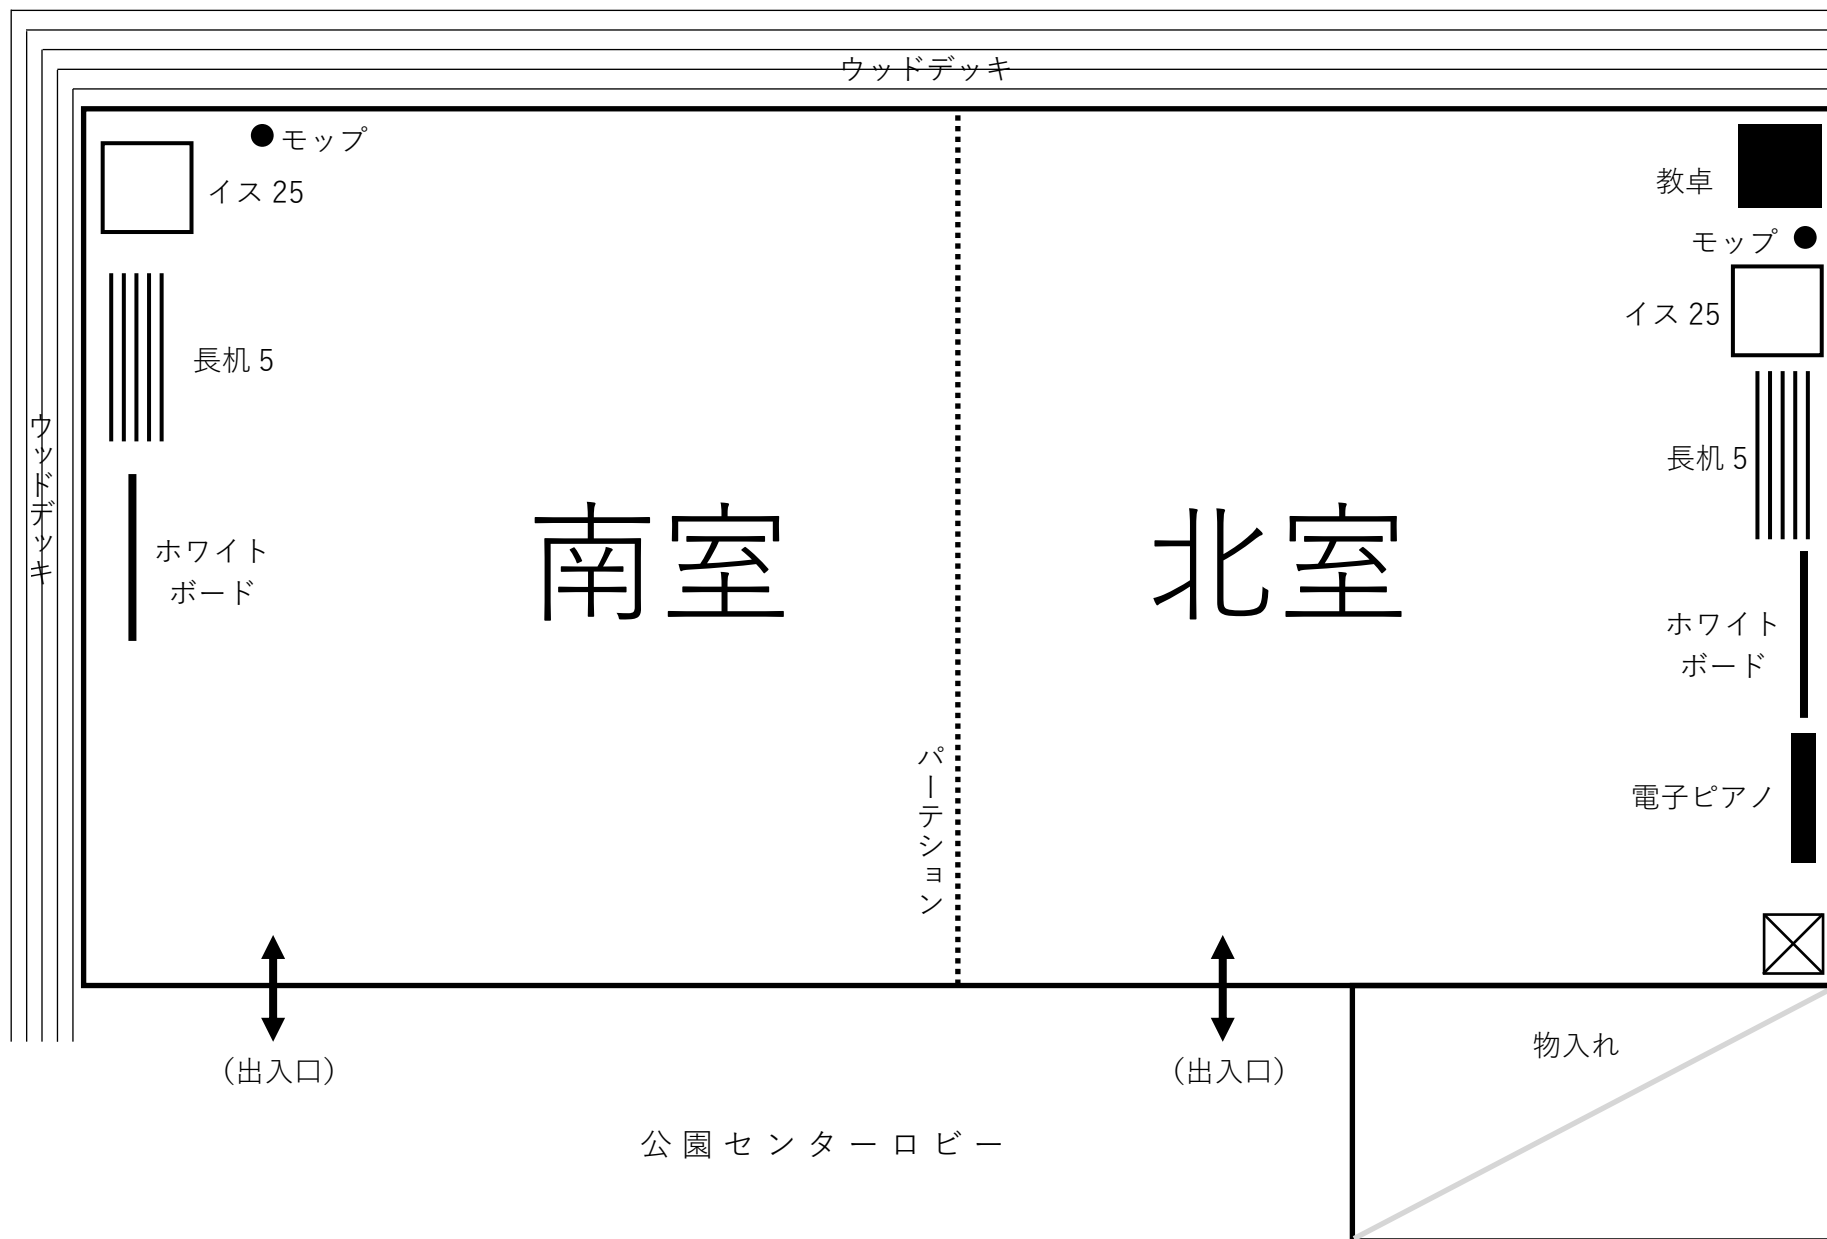 ウッドデッキ
モップ
イス 25
長机 5
ウッドデッキ
ホワイト
ボード
南室
パーテション
北室
教卓
モップ
イス 25
長机 5
ホワイト
ボード
電子ピアノ
（出入口）
（出入口）
物入れ
公園センターロビー